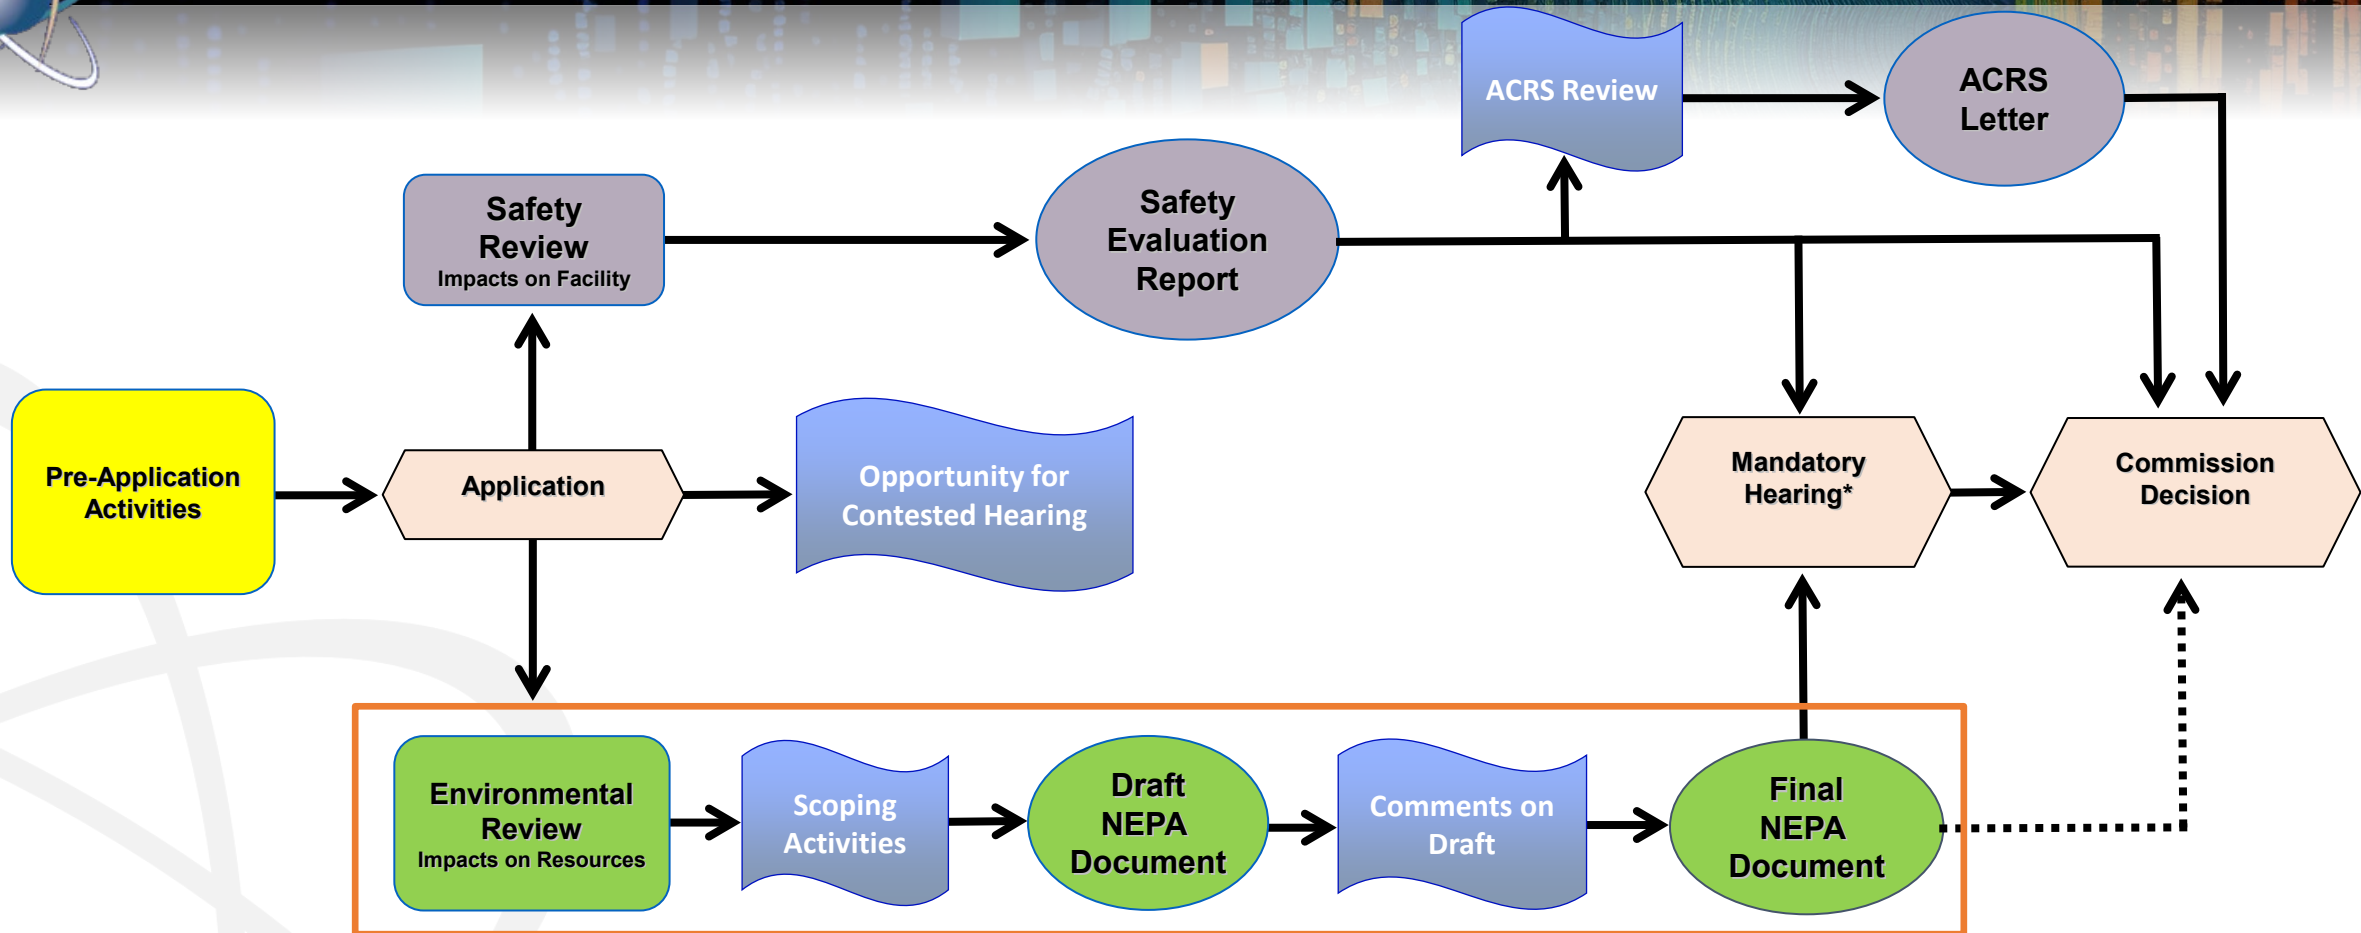 ACRS Review
ACRS
Letter
Safety
Review
Impacts on Facility
Safety
Evaluation
Report
Pre-Application
Activities
Application
Opportunity for
Contested Hearing
Mandatory
Hearing*
Commission
Decision
Environmental
Review
Impacts on Resources
Scoping
Activities
Draft
NEPA
Document
Comments on
Draft
Final
NEPA
Document